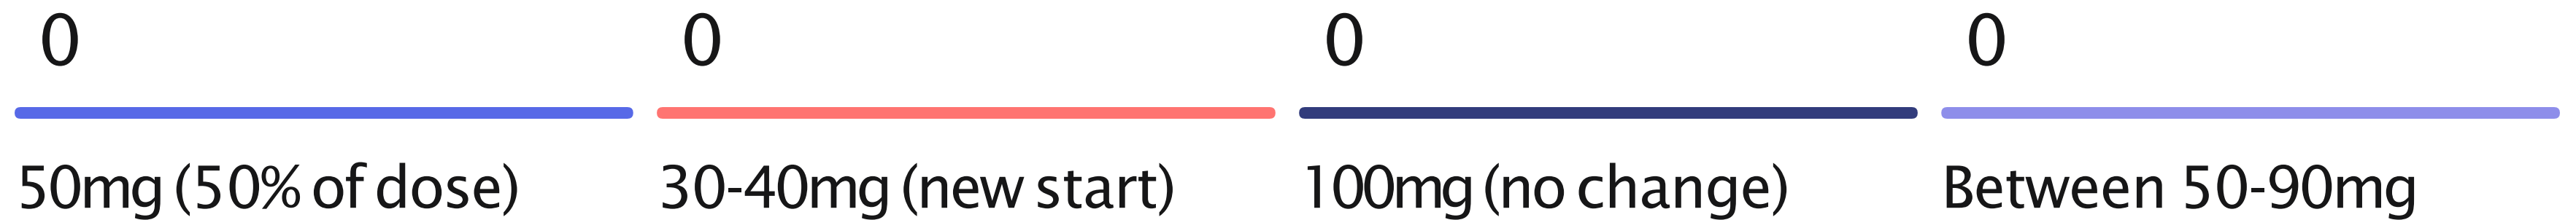 0 0 0 0
50mg (50% of dose) 30-40mg (new start) 100mg (no change) Between 50-90mg